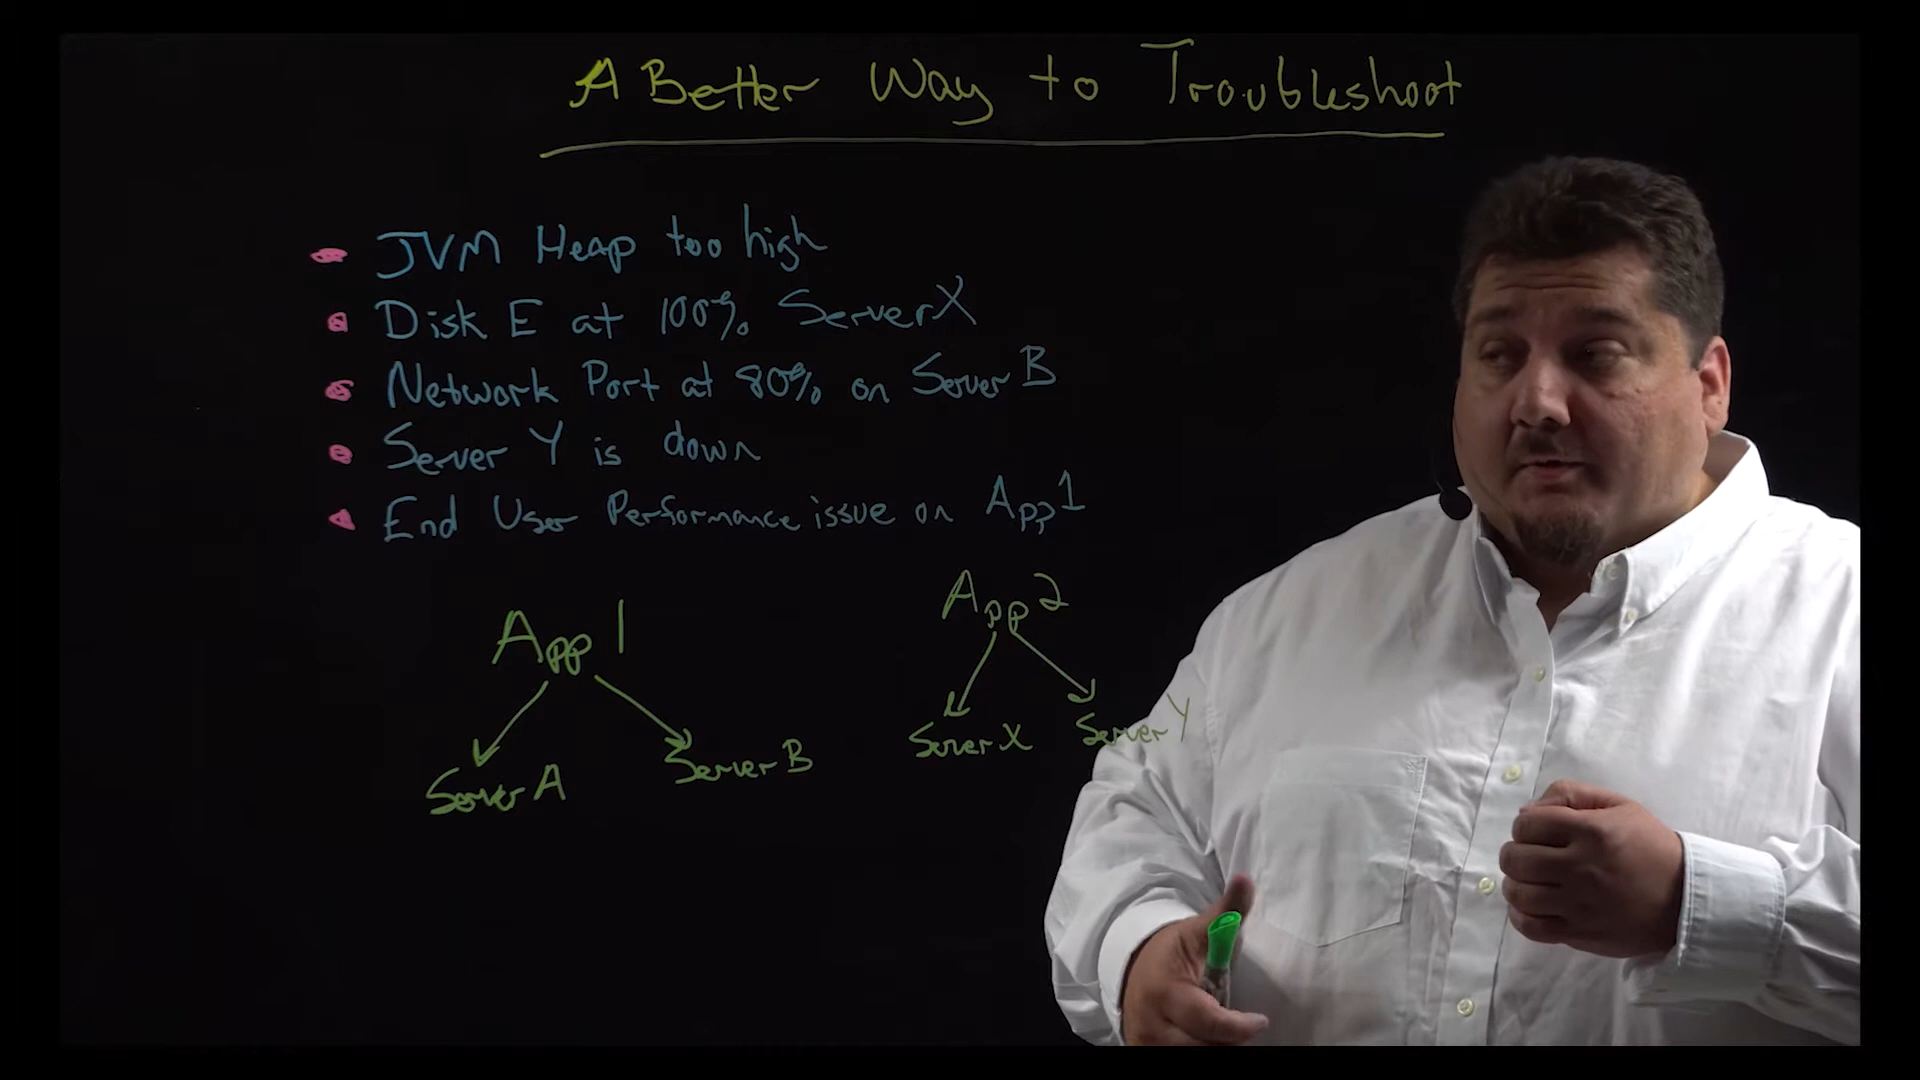 A Better Way to Troubleshoot
JVM Heap too high
Disk E at 100% Server X
Network Port at 80% on Server B
Server Y is down
End User Performance issue on App 1
App 1
App 2
Server A
Server B
Server X
Server Y